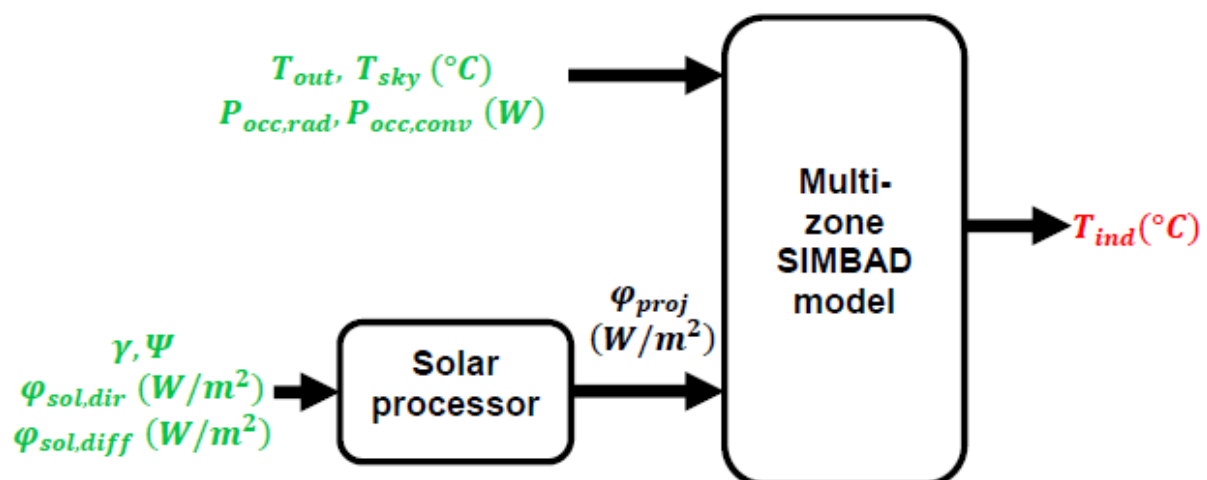 T_out, T_sky (°C)
P_occ,rad, P_occ,conv (W)
Multi-
zone
SIMBAD
model
T_ind(°C)
φ_proj
(W/m²)
γ, Ψ
φ_sol,dir (W/m²)
φ_sol,diff (W/m²)
Solar
processor